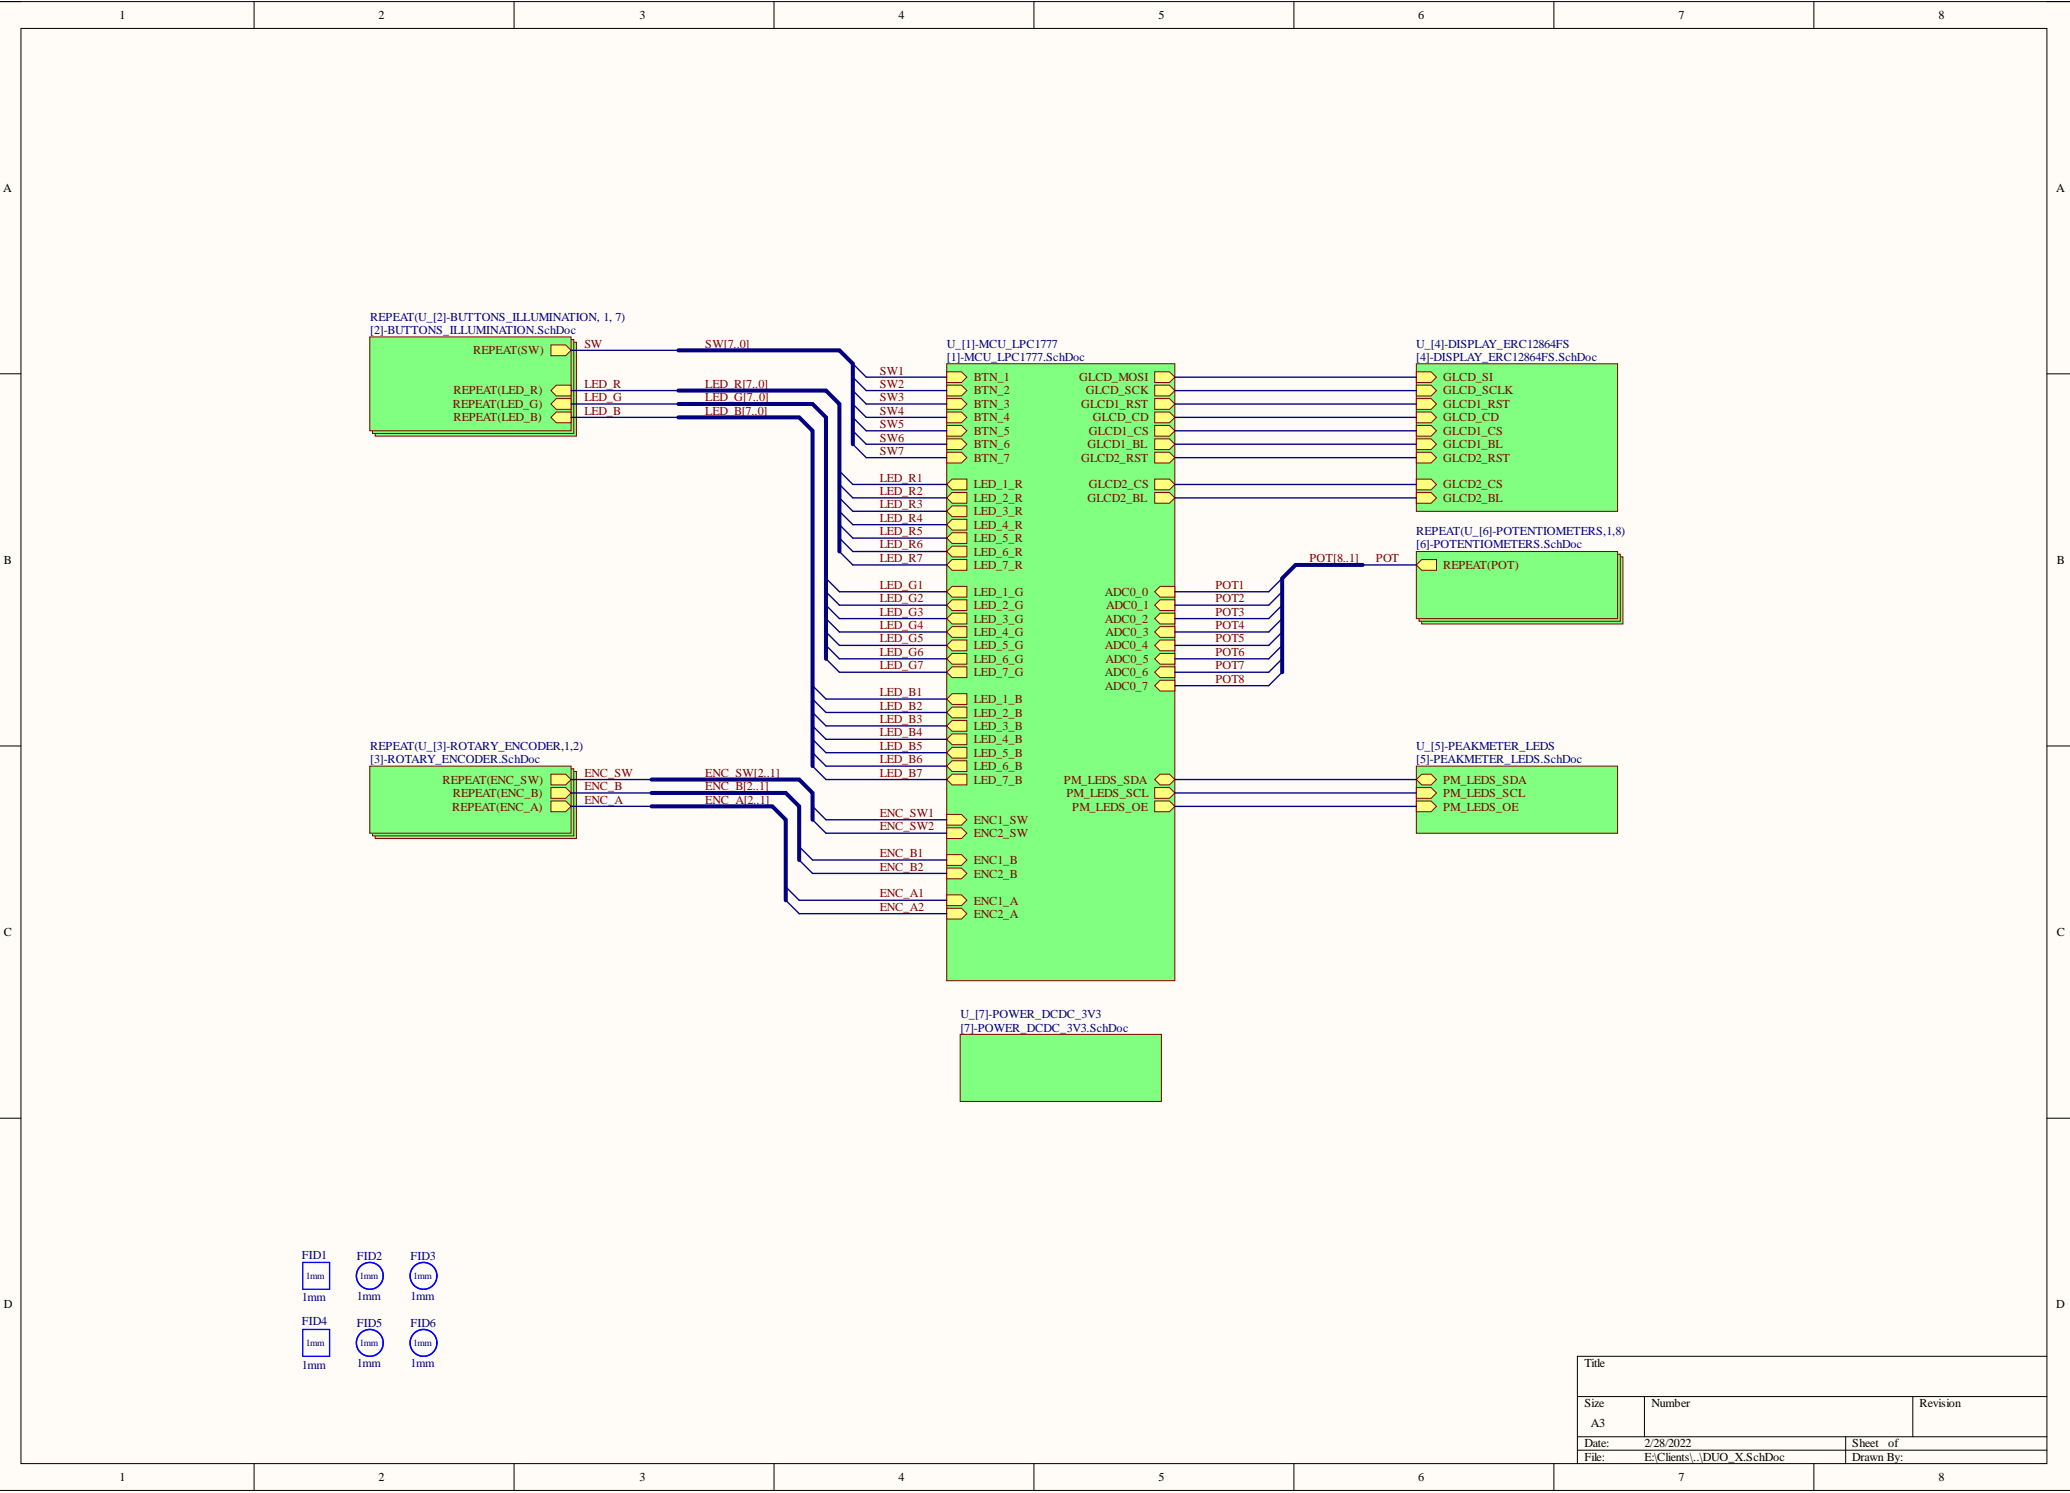 1 2 3 4 5 6 7 8
A A
REPEAT(U_[2]-BUTTONS_ILLUMINATION, 1, 7)
[2]-BUTTONS_ILLUMINATION.SchDoc
REPEAT(SW) SW SW[7..0]
REPEAT(LED_R) LED_R LED_R[7..0]
REPEAT(LED_G) LED_G LED_G[7..0]
REPEAT(LED_B) LED_B LED_B[7..0]
U_[1]-MCU_LPC1777
[1]-MCU_LPC1777.SchDoc
SW1 BTN_1 GLCD_MOSI
SW2 BTN_2 GLCD_SCK
SW3 BTN_3 GLCD1_RST
SW4 BTN_4 GLCD_CD
SW5 BTN_5 GLCD1_CS
SW6 BTN_6 GLCD1_BL
SW7 BTN_7 GLCD2_RST
LED_R1 LED_1_R GLCD2_CS
LED_R2 LED_2_R GLCD2_BL
LED_R3 LED_3_R
LED_R4 LED_4_R
LED_R5 LED_5_R
LED_R6 LED_6_R
LED_R7 LED_7_R
LED_G1 LED_1_G ADC0_0 POT1
LED_G2 LED_2_G ADC0_1 POT2
LED_G3 LED_3_G ADC0_2 POT3
LED_G4 LED_4_G ADC0_3 POT4
LED_G5 LED_5_G ADC0_4 POT5
LED_G6 LED_6_G ADC0_5 POT6
LED_G7 LED_7_G ADC0_6 POT7
ADC0_7 POT8
LED_B1 LED_1_B
LED_B2 LED_2_B
LED_B3 LED_3_B
LED_B4 LED_4_B
LED_B5 LED_5_B
LED_B6 LED_6_B
LED_B7 LED_7_B PM_LEDS_SDA
PM_LEDS_SCL
PM_LEDS_OE
ENC_SW1 ENC1_SW
ENC_SW2 ENC2_SW
ENC_B1 ENC1_B
ENC_B2 ENC2_B
ENC_A1 ENC1_A
ENC_A2 ENC2_A
U_[4]-DISPLAY_ERC12864FS
[4]-DISPLAY_ERC12864FS.SchDoc
GLCD_SI
GLCD_SCLK
GLCD1_RST
GLCD_CD
GLCD1_CS
GLCD1_BL
GLCD2_RST
GLCD2_CS
GLCD2_BL
REPEAT(U_[6]-POTENTIOMETERS,1,8)
[6]-POTENTIOMETERS.SchDoc
POT[8..1] POT REPEAT(POT)
B B
REPEAT(U_[3]-ROTARY_ENCODER,1,2)
[3]-ROTARY_ENCODER.SchDoc
REPEAT(ENC_SW) ENC_SW ENC_SW[2..1]
REPEAT(ENC_B) ENC_B ENC_B[2..1]
REPEAT(ENC_A) ENC_A ENC_A[2..1]
U_[5]-PEAKMETER_LEDS
[5]-PEAKMETER_LEDS.SchDoc
PM_LEDS_SDA
PM_LEDS_SCL
PM_LEDS_OE
C C
U_[7]-POWER_DCDC_3V3
[7]-POWER_DCDC_3V3.SchDoc
FID1 FID2 FID3
1mm 1mm 1mm
1mm 1mm 1mm
D D
FID4 FID5 FID6
1mm 1mm 1mm
1mm 1mm 1mm
Title
Size Number Revision
A3
Date: 2/28/2022 Sheet of
File: E:\Clients\..\DUO_X.SchDoc Drawn By:
1 2 3 4 5 6 7 8